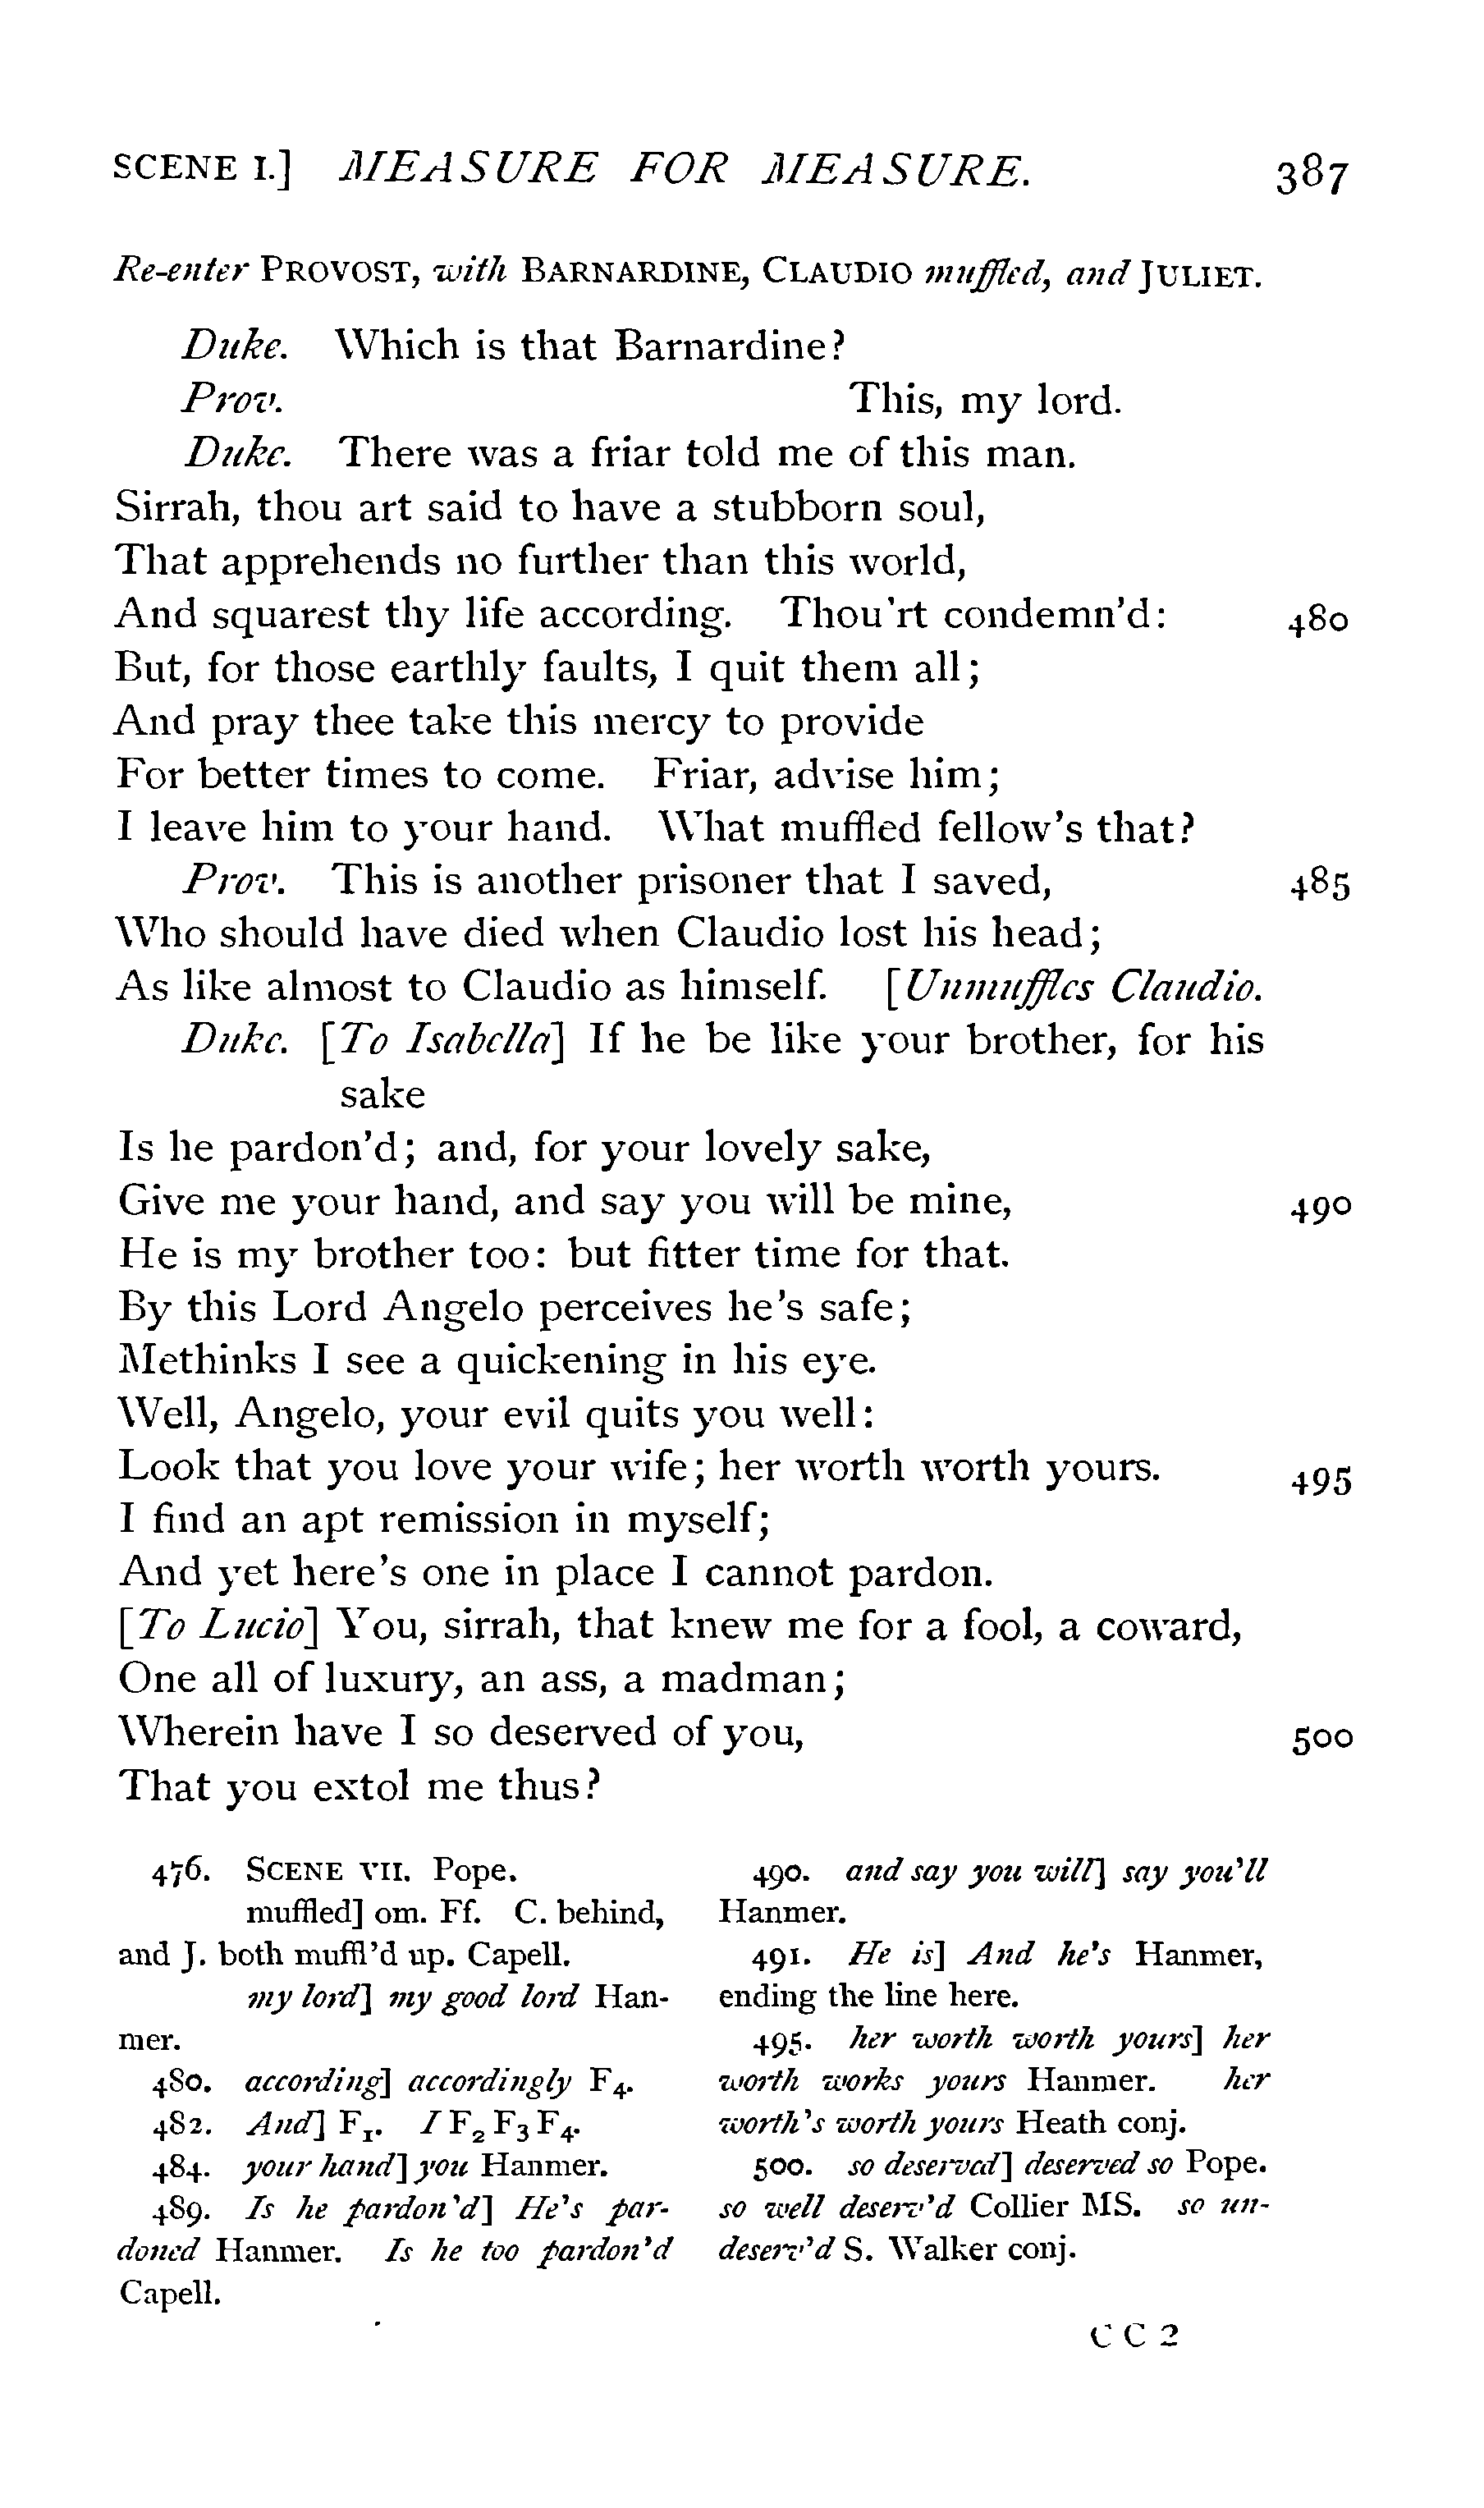 SCENE I.] MEASURE FOR MEASURE. 387
Re-enter PROVOST, with BARNARDINE, CLAUDIO muffled, and JULIET.
Duke. Which is that Barnardine?
Prov. This, my lord.
Duke. There was a friar told me of this man.
Sirrah, thou art said to have a stubborn soul,
That apprehends no further than this world,
And squarest thy life according. Thou'rt condemn'd: 480
But, for those earthly faults, I quit them all;
And pray thee take this mercy to provide
For better times to come. Friar, advise him;
I leave him to your hand. What muffled fellow's that?
Prov. This is another prisoner that I saved, 485
Who should have died when Claudio lost his head;
As like almost to Claudio as himself. [Unmuffles Claudio.
Duke. [To Isabella] If he be like your brother, for his
sake
Is he pardon'd; and, for your lovely sake,
Give me your hand, and say you will be mine, 490
He is my brother too: but fitter time for that.
By this Lord Angelo perceives he's safe;
Methinks I see a quickening in his eye.
Well, Angelo, your evil quits you well:
Look that you love your wife; her worth worth yours. 495
I find an apt remission in myself;
And yet here's one in place I cannot pardon.
[To Lucio] You, sirrah, that knew me for a fool, a coward,
One all of luxury, an ass, a madman;
Wherein have I so deserved of you, 500
That you extol me thus?
476. SCENE VII. Pope.
muffled] om. Ff. C. behind,
and J. both muffl'd up. Capell.
my lord] my good lord Han-
mer.
480. according] accordingly F4.
482. And] F1. I F2 F3 F4.
484. your hand] you Hanmer.
489. Is he pardon'd] He's par-
doned Hanmer. Is he too pardon'd
Capell.
490. and say you will] say you'll
Hanmer.
491. He is] And he's Hanmer,
ending the line here.
495. her worth worth yours] her
worth works yours Hanmer. her
worth's worth yours Heath conj.
500. so deserved] deserved so Pope.
so well deserv'd Collier MS. so un-
deserv'd S. Walker conj.
CC 2